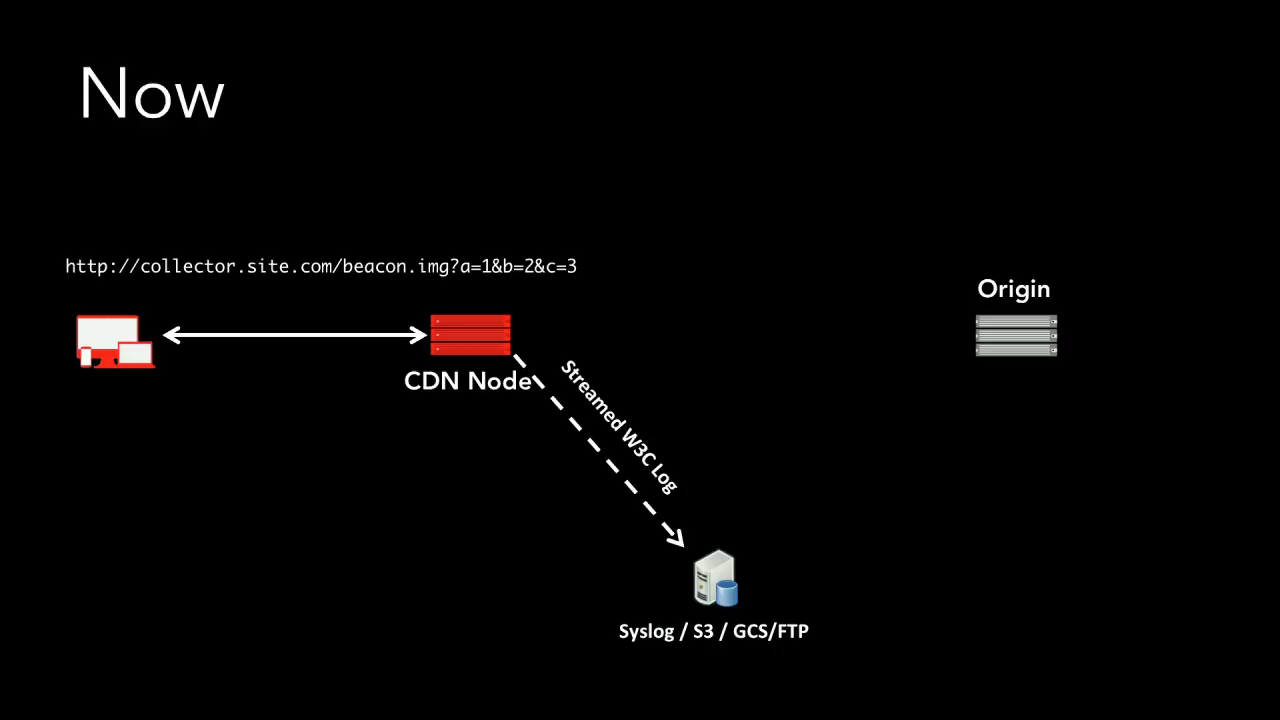 Now
http://collector.site.com/beacon.img?a=1&b=2&c=3
Origin
CDN Node
Streamed W3C Log
Syslog / S3 / GCS/FTP